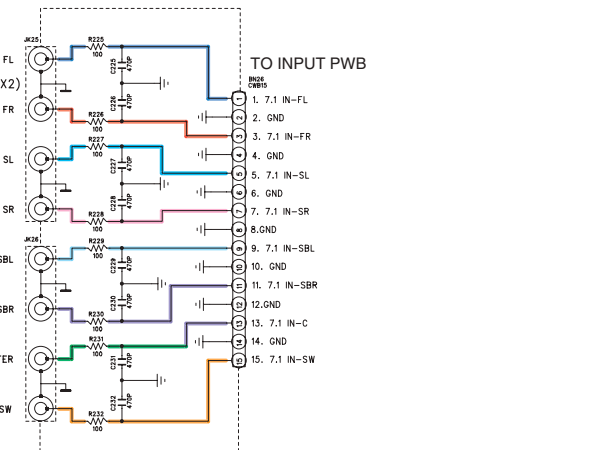 JK25
R225
100
FL
C225
470P
TO INPUT PWB
BN26
CWB15
X2)
C226
470P
FR
R226
100
1 1. 7.1 IN-FL
2 2. GND
3 3. 7.1 IN-FR
4 4. GND
5 5. 7.1 IN-SL
6 6. GND
7 7. 7.1 IN-SR
8 8.GND
9 9. 7.1 IN-SBL
10 10. GND
11 11. 7.1 IN-SBR
12 12.GND
13 13. 7.1 IN-C
14 14. GND
15 15. 7.1 IN-SW
R227
100
SL
C227
470P
C228
470P
SR
R228
100
JK26
R229
100
SBL
C229
470P
C230
470P
SBR
R230
100
R231
100
TER
C231
470P
C232
470P
SW
R232
100